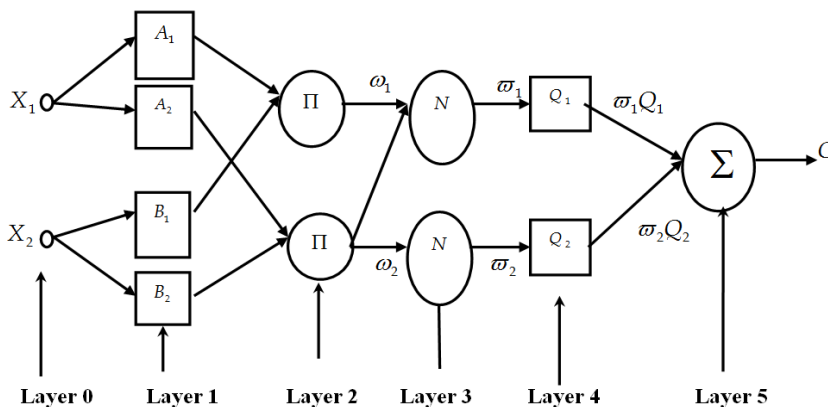 A₁
X₁
A₂
Π
ω₁
N
ϖ₁
Q₁
ϖ₁Q₁
Σ
X₂
B₁
B₂
Π
ω₂
N
ϖ₂
Q₂
ϖ₂Q₂
Layer 0 Layer 1 Layer 2 Layer 3 Layer 4 Layer 5